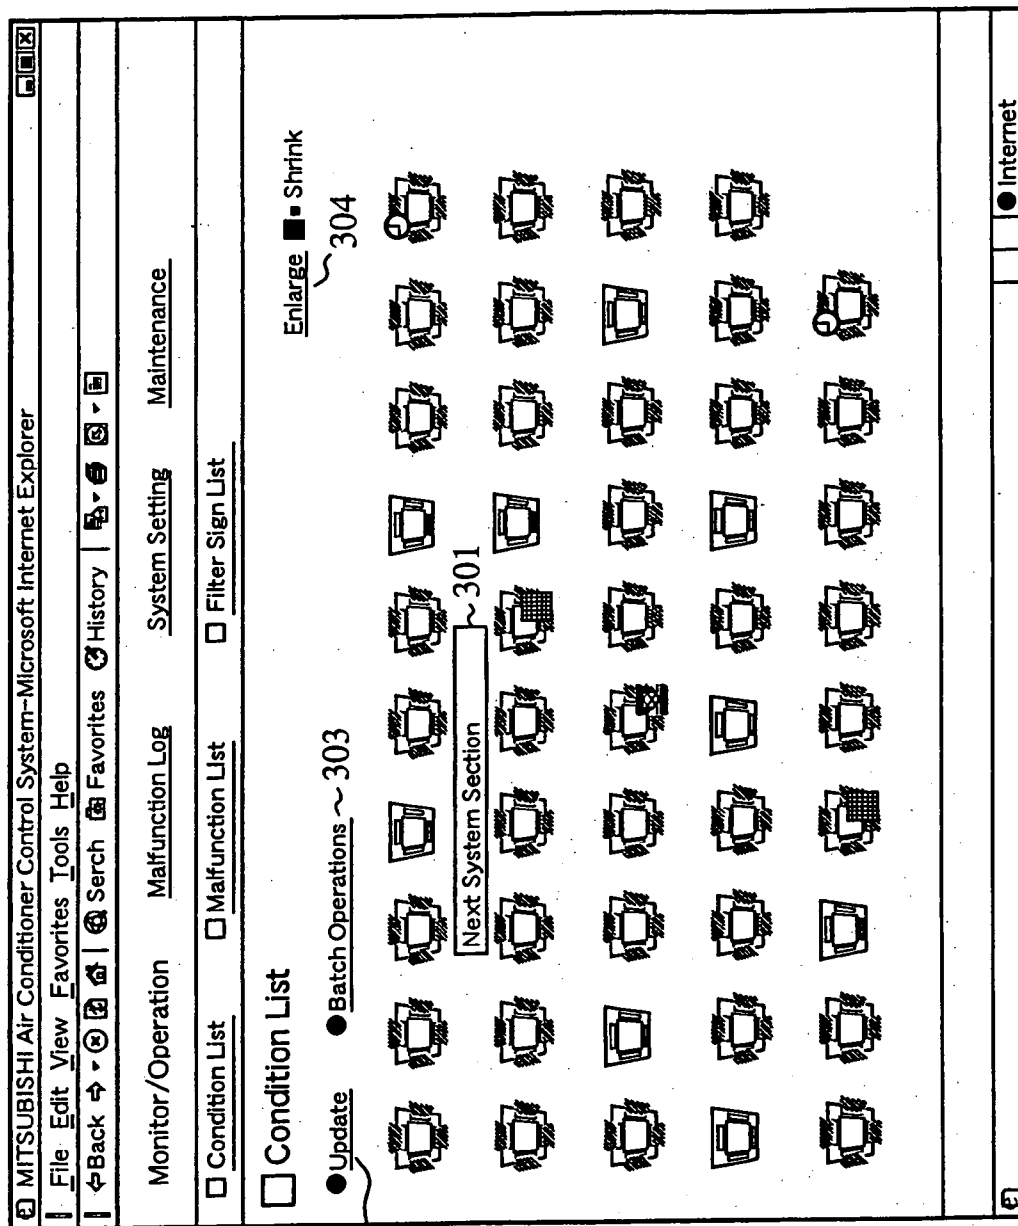 MITSUBISHI Air Conditioner Control System-Microsoft Internet Explorer
File Edit View Favorites Tools Help
Back Serch Favorites History
Monitor/Operation Malfunction Log System Setting Maintenance
Condition List Malfunction List Filter Sign List
Condition List
Update Batch Operations 303 Enlarge Shrink
304
Next System Section 301
Internet